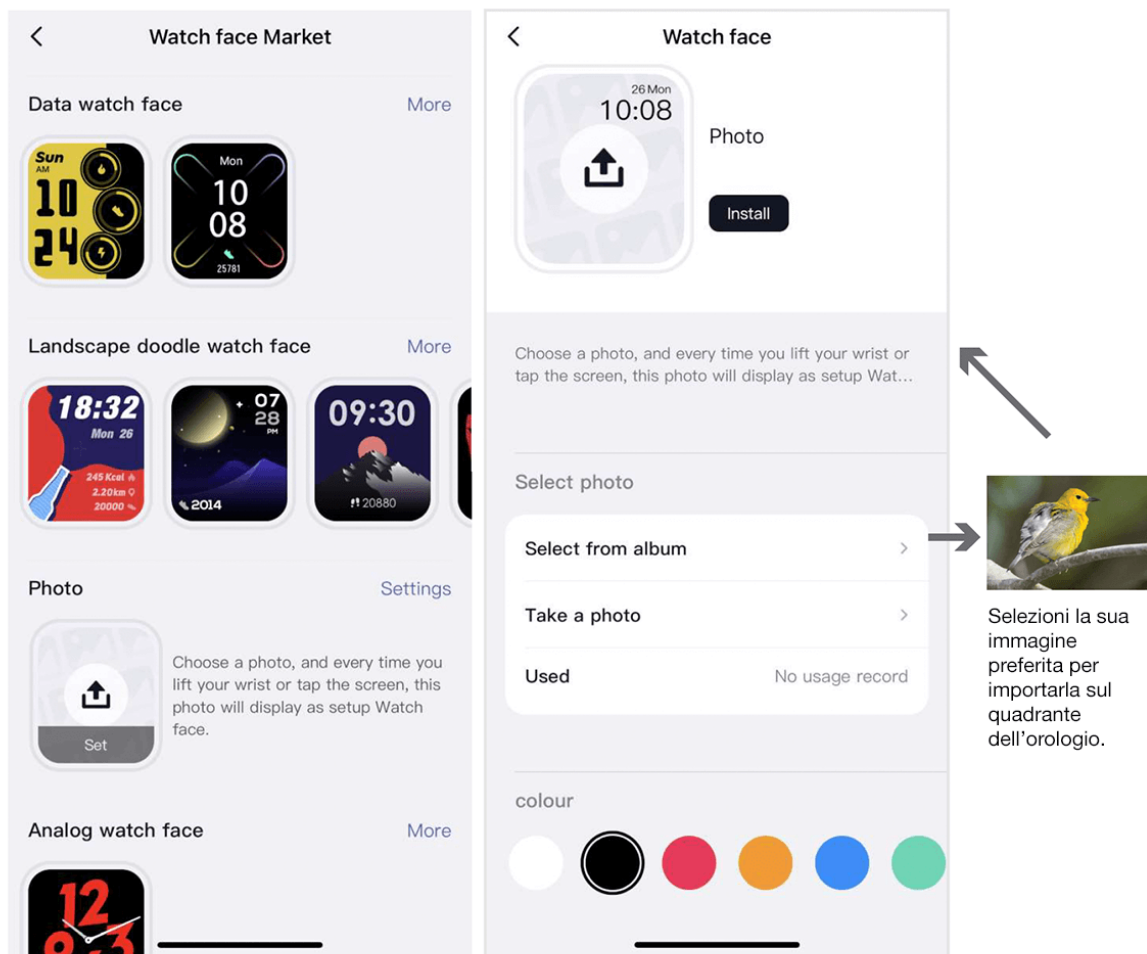 Watch face Market
Data watch face
More
Sun
AM
10
24
Mon
10
08
25781
Landscape doodle watch face
More
18:32
Mon 26
245 Kcal
2.20km
20000
07
28
PM
2014
09:30
20880
Photo
Settings
Set
Choose a photo, and every time you
lift your wrist or tap the screen, this
photo will display as setup Watch
face.
Analog watch face
More
12
9
3
Watch face
26 Mon
10:08
Photo
Install
Choose a photo, and every time you lift your wrist or
tap the screen, this photo will display as setup Wat...
Select photo
Select from album
Take a photo
Used
No usage record
colour
Selezioni la sua
immagine
preferita per
importarla sul
quadrante
dell'orologio.